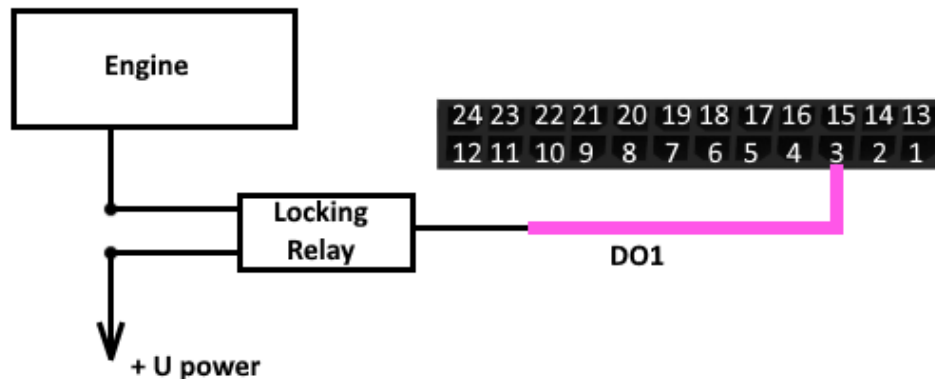 Engine
24 23 22 21 20 19 18 17 16 15 14 13
12 11 10 9 8 7 6 5 4 3 2 1
Locking
Relay
DO1
+ U power